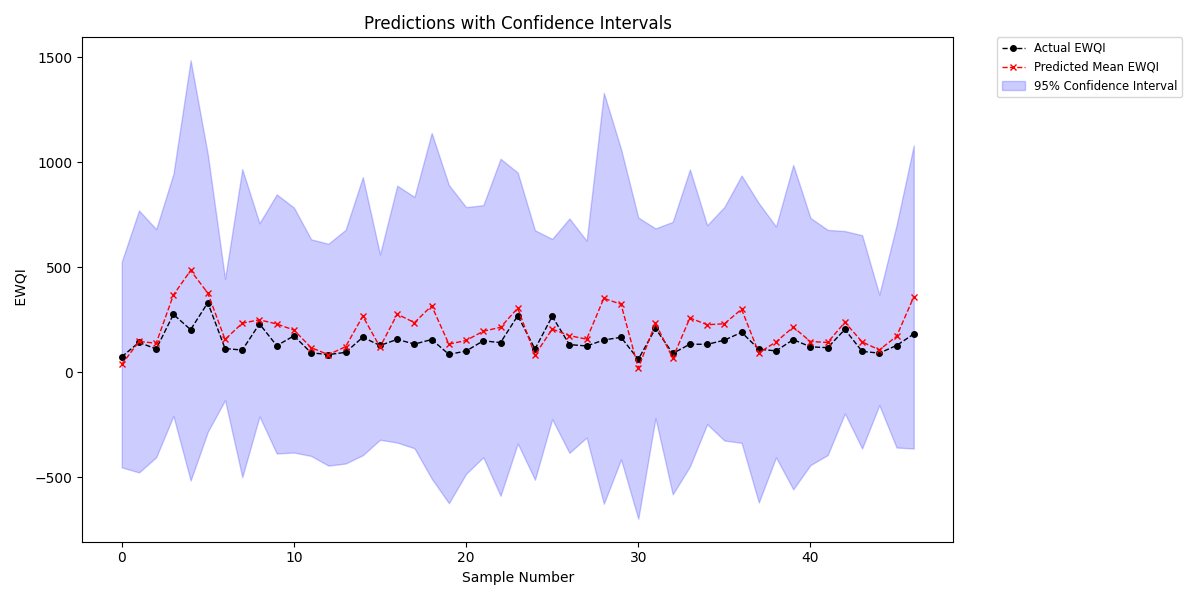 Predictions with Confidence Intervals
Actual EWQI
Predicted Mean EWQI
95% Confidence Interval
1500
1000
500
0
−500
EWQI
0 10 20 30 40
Sample Number